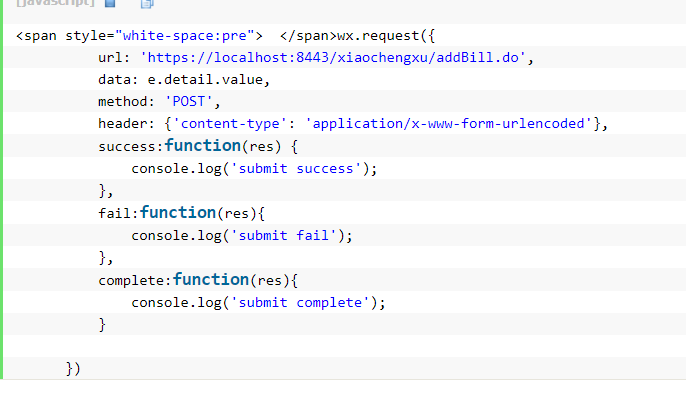 [javascript]
<span style="white-space:pre">  </span>wx.request({
          url: 'https://localhost:8443/xiaochengxu/addBill.do',
          data: e.detail.value,
          method: 'POST',
          header: {'content-type': 'application/x-www-form-urlencoded'},
          success:function(res) {
              console.log('submit success');
          },
          fail:function(res){
              console.log('submit fail');
          },
          complete:function(res){
              console.log('submit complete');
          }
      })